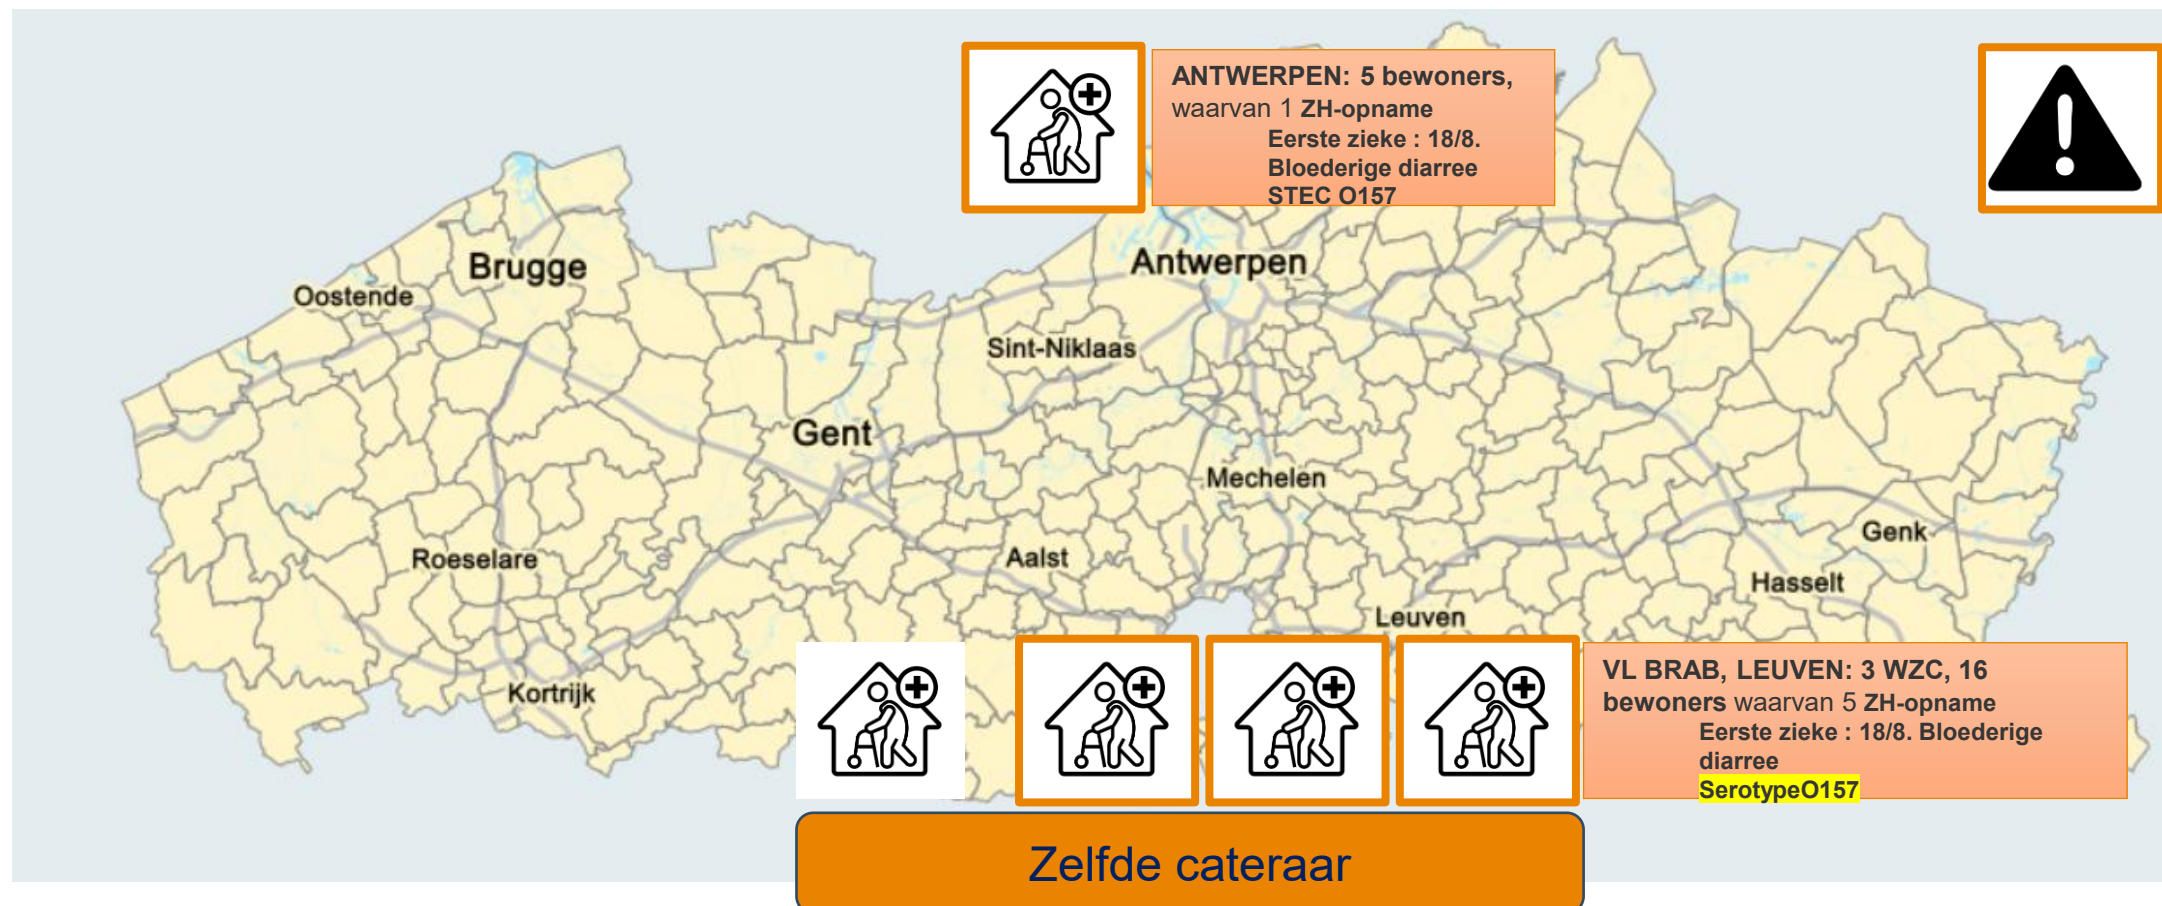 ANTWERPEN: 5 bewoners,
waarvan 1 ZH-opname
Eerste zieke : 18/8.
Bloederige diarree
STEC O157
Brugge
Oostende
Antwerpen
Sint-Niklaas
Gent
Mechelen
Roeselare
Aalst
Genk
Hasselt
Leuven
Kortrijk
VL BRAB, LEUVEN: 3 WZC, 16
bewoners waarvan 5 ZH-opname
Eerste zieke : 18/8. Bloederige
diarree
SerotypeO157
Zelfde cateraar